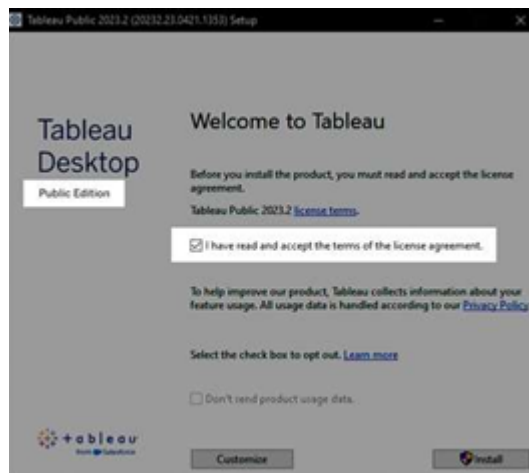 Tableau Public 2023.2 (20232.23.0421.1353) Setup
Tableau
Desktop
Public Edition
Welcome to Tableau
Before you install the product, you must read and accept the license
agreement.
Tableau Public 2023.2 license terms.
I have read and accept the terms of the license agreement.
To help improve our product, Tableau collects information about your
feature usage. All usage data is handled according to our Privacy Policy
Select the check box to opt out. Learn more
Don't send product usage data.
+ableau
from Salesforce
Customize
Install